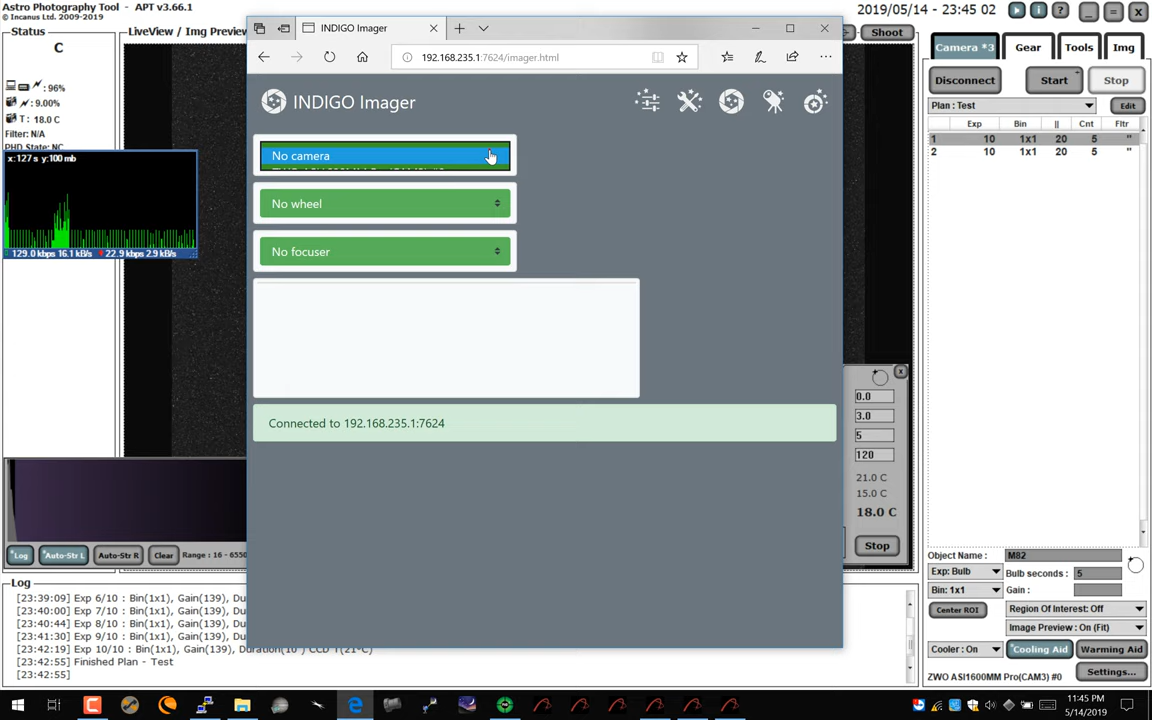 Astro Photography Tool - APT v3.66.1
© Incanus Ltd. 2009-2019
2019/05/14 - 23:45 02
Status
C
: 96%
: 9.00%
T : 18.0 C
Filter: N/A
PHD State: NC
x:127 s y:100 mb
129.0 kbps 16.1 kB/s
22.9 kbps 2.9 kB/s
LiveView / Img Preview
INDIGO Imager
192.168.235.1:7624/imager.html
INDIGO Imager
No camera
No wheel
No focuser
Connected to 192.168.235.1:7624
Shoot
0.0
3.0
5
120
21.0 C
15.0 C
18.00 C
Stop
Camera *3
Gear
Tools
Img
Disconnect
Start
Stop
Plan : Test
Edit
Exp Bin || Cnt Fltr
1 10 1x1 20 5 "
2 10 1x1 20 5 "
Object Name : M82
Exp: Bulb
Bulb seconds : 5
Bin: 1x1
Gain :
Center ROI
Region Of Interest: Off
Image Preview : On (Fit)
Cooler : On
*Cooling Aid
Warming Aid
ZWO ASI1600MM Pro(CAM3) #0
Settings...
*Log
*Auto-Str L
Auto-Str R
Clear
Range : 16 - 6550
Log
[23:39:09] Exp 6/10 : Bin(1x1), Gain(139), Du
[23:40:00] Exp 7/10 : Bin(1x1), Gain(139), Du
[23:40:44] Exp 8/10 : Bin(1x1), Gain(139), Du
[23:41:30] Exp 9/10 : Bin(1x1), Gain(139), Du
[23:42:19] Exp 10/10 : Bin(1x1), Gain(139), Duration(10") CCD T(21°C)
[23:42:55] Finished Plan - Test
[23:42:55]
11:45 PM
5/14/2019